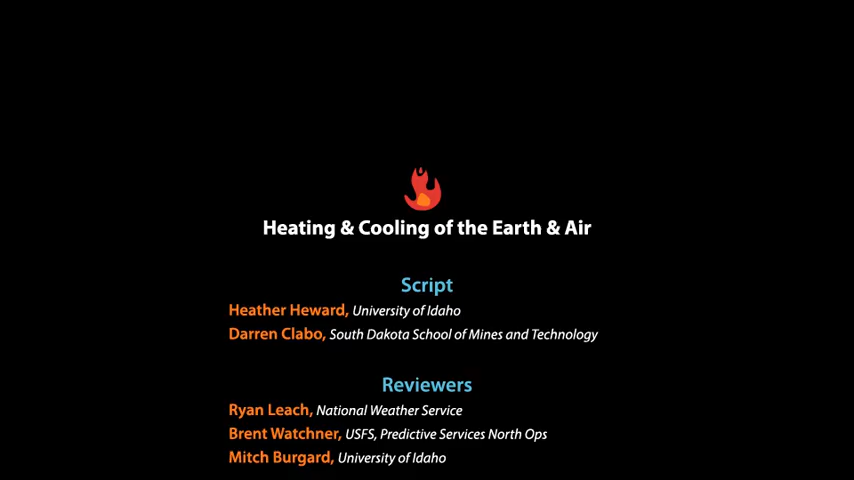 Heating & Cooling of the Earth & Air
Script
Heather Heward, University of Idaho
Darren Clabo, South Dakota School of Mines and Technology
Reviewers
Ryan Leach, National Weather Service
Brent Watchner, USFS, Predictive Services North Ops
Mitch Burgard, University of Idaho